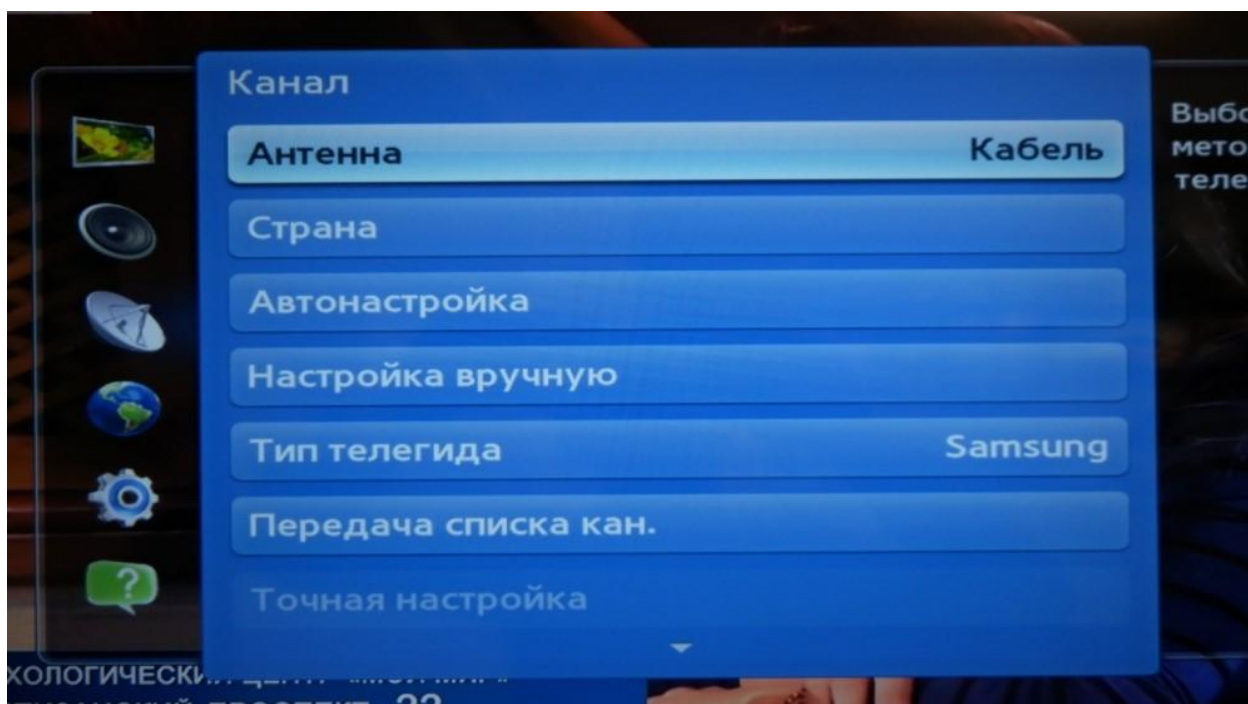 Канал
Антенна Кабель
Страна
Автонастройка
Настройка вручную
Тип телегида Samsung
Передача списка кан.
Точная настройка
?